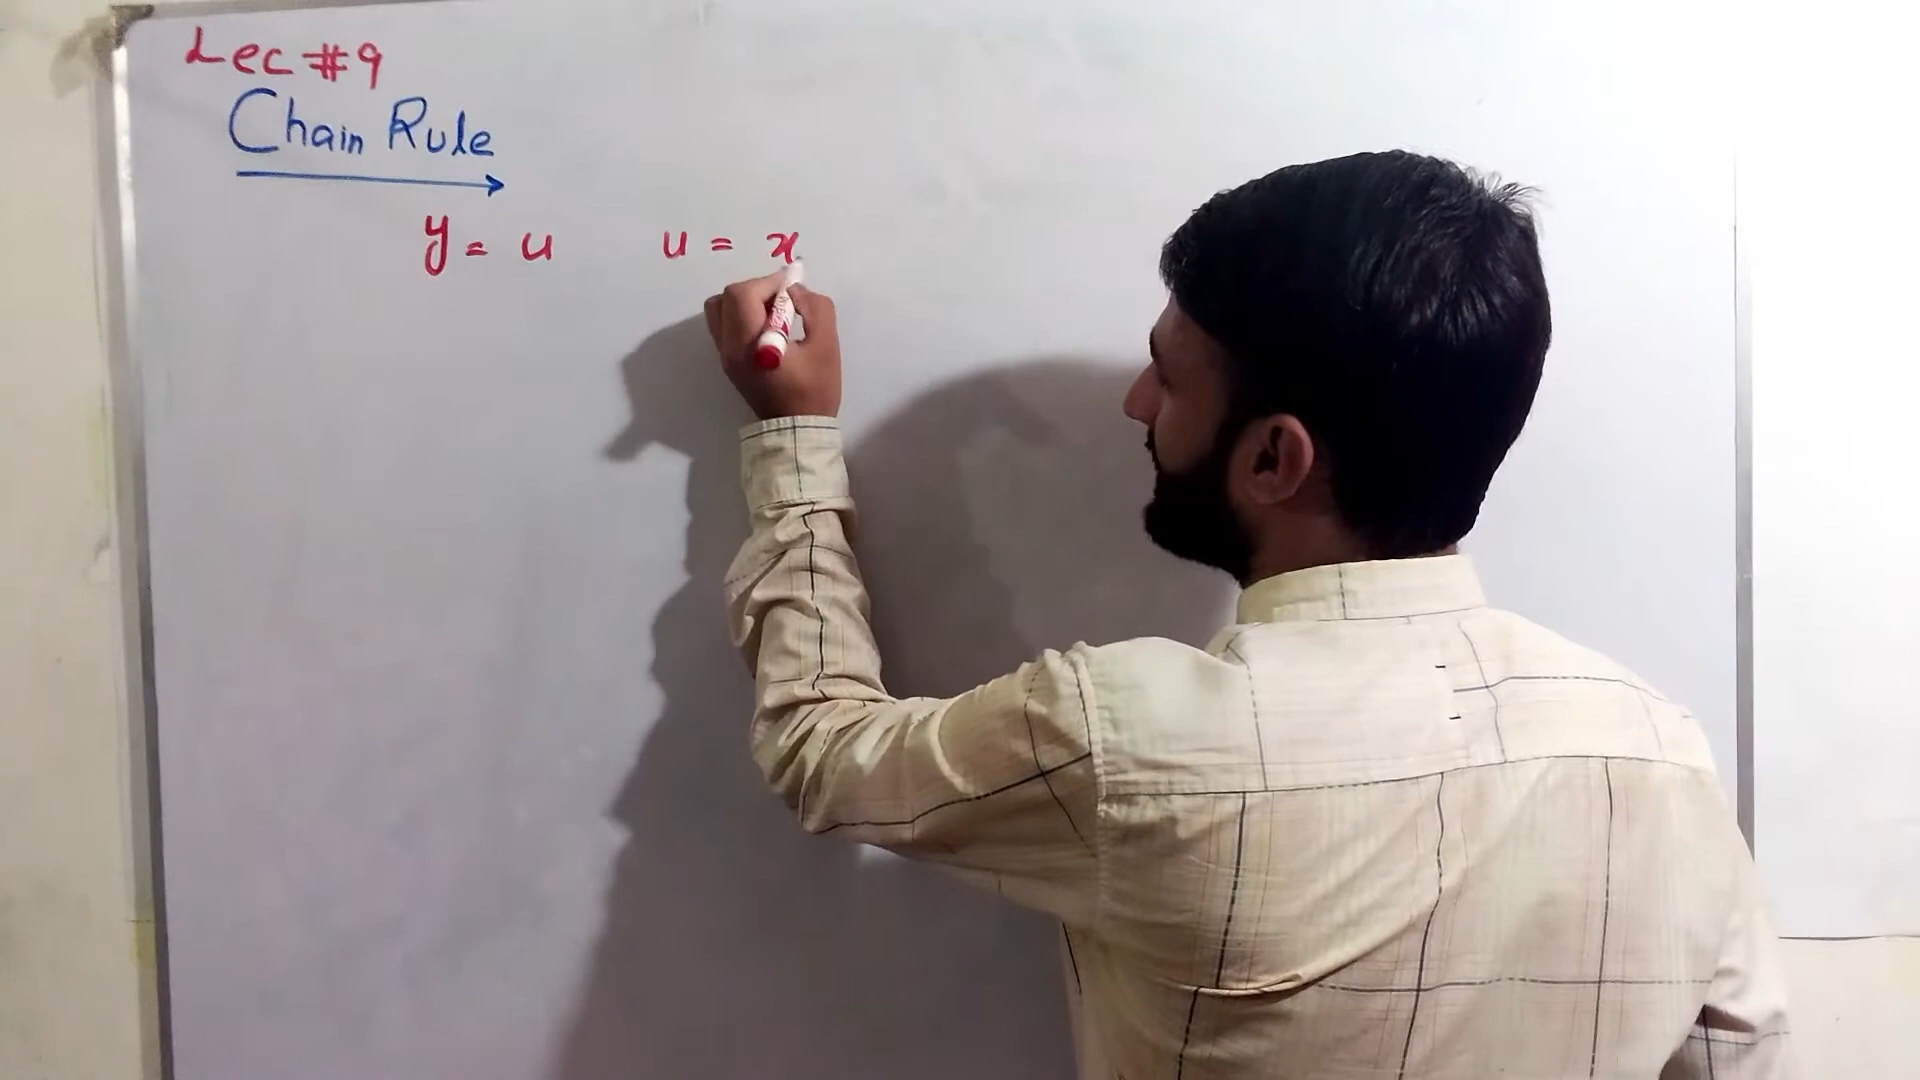 Lec #9
Chain Rule
y = u u = x